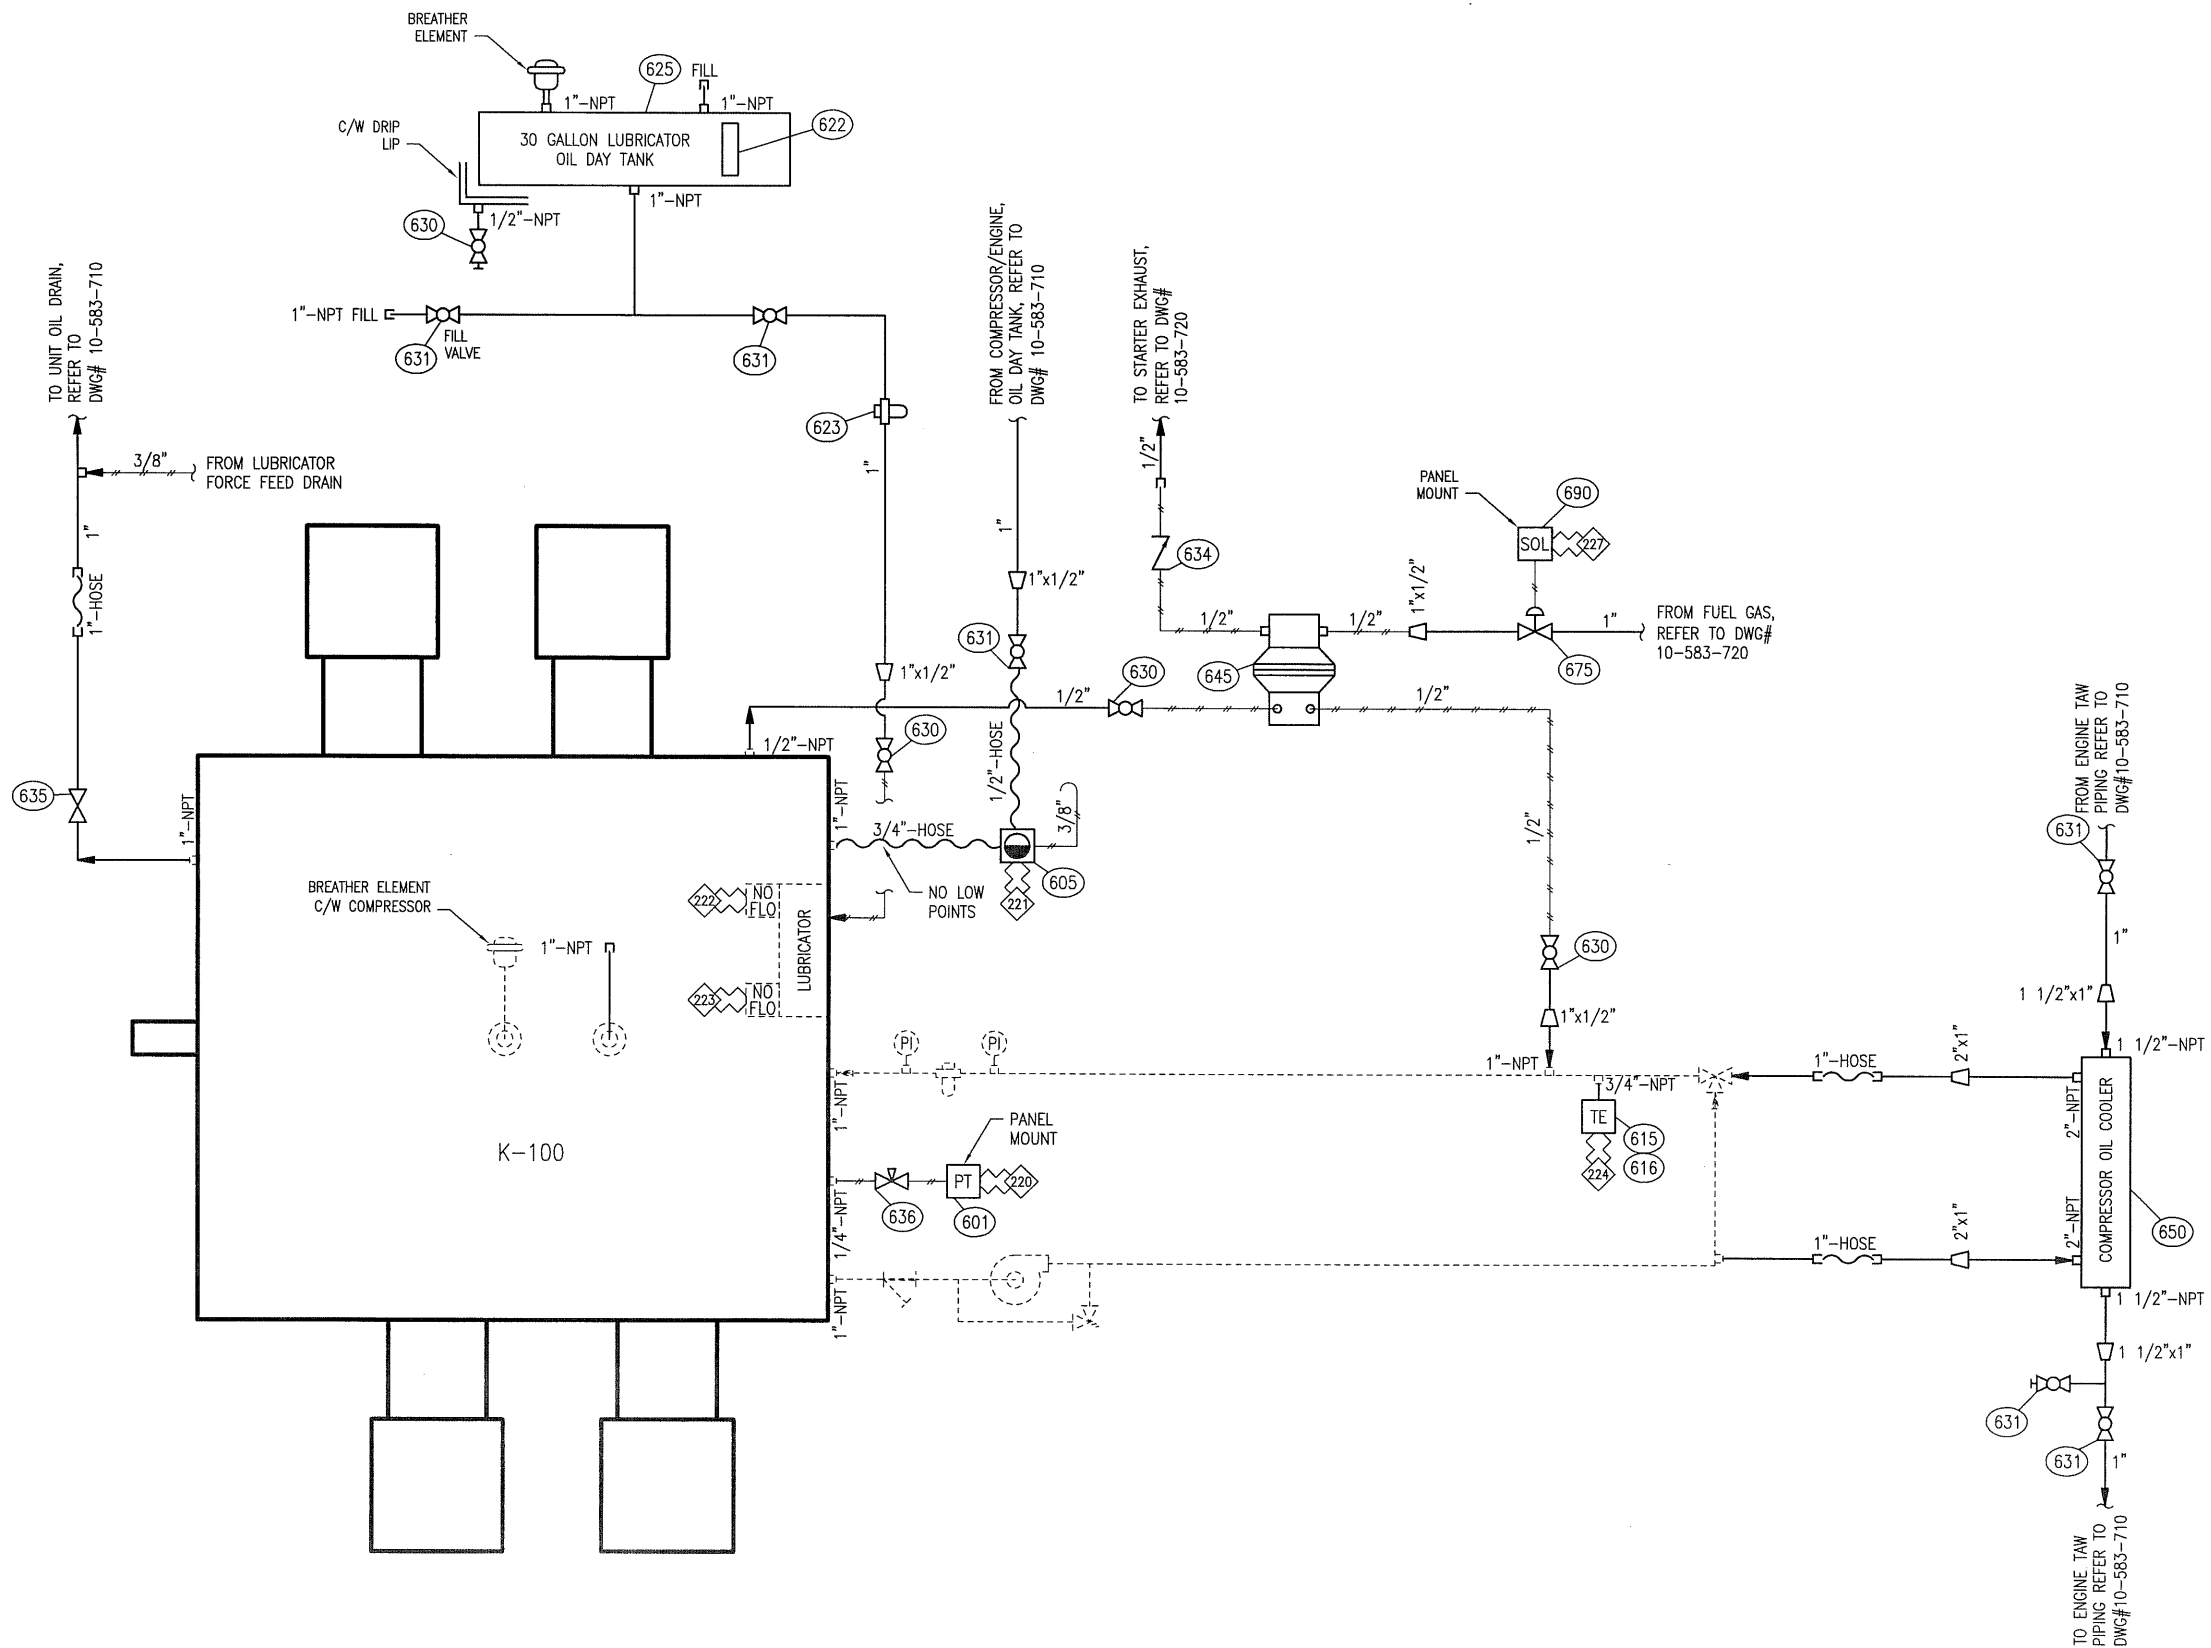 BREATHER
ELEMENT
625
FILL
1"-NPT
1"-NPT
622
C/W DRIP
LIP
30 GALLON LUBRICATOR
OIL DAY TANK
1"-NPT
1/2"-NPT
630
1"-NPT FILL
FILL
VALVE
631
631
TO UNIT OIL DRAIN,
REFER TO
DWG# 10-583-710
FROM COMPRESSOR/ENGINE,
OIL DAY TANK, REFER TO
DWG# 10-583-710
TO STARTER EXHAUST,
REFER TO DWG#
10-583-720
623
1"
3/8"
FROM LUBRICATOR
FORCE FEED DRAIN
1"
1"-HOSE
1"
1"x1/2"
631
1/2"
634
PANEL
MOUNT
690
SOL
227
1/2"
1/2"
1"x1/2"
1"
FROM FUEL GAS,
REFER TO DWG#
10-583-720
645
675
1"x1/2"
630
1/2"
630
1/2"
1/2"-NPT
1/2"-HOSE
635
1"-NPT
1"-NPT
3/4"-HOSE
3/8"
605
221
NO LOW
POINTS
1/2"
FROM ENGINE TAW
PIPING REFER TO
DWG#10-583-710
631
1"
BREATHER ELEMENT
C/W COMPRESSOR
1"-NPT
222
NO
FLO
LUBRICATOR
223
NO
FLO
630
1"x1/2"
1 1/2"x1"
1 1/2"-NPT
PI
PI
1"-NPT
1"-NPT
3/4"-NPT
TE
615
616
224
1"-HOSE
2"x1"
2"-NPT
COMPRESSOR OIL COOLER
K-100
PANEL
MOUNT
PT
220
636
601
1/4"-NPT
1"-NPT
1"-HOSE
2"x1"
2"-NPT
650
1 1/2"-NPT
1 1/2"x1"
631
631
1"
TO ENGINE TAW
PIPING REFER TO
DWG#10-583-710